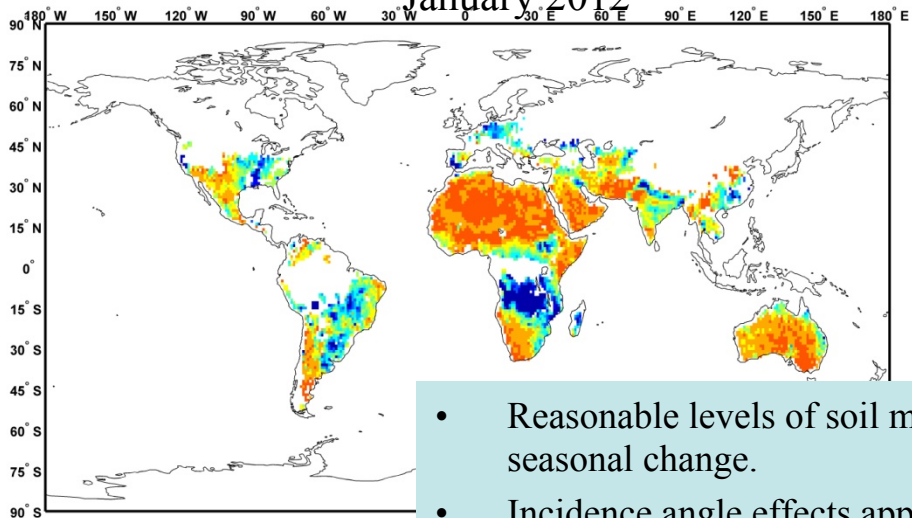 January 2012
180° W 150° W 120° W 90° W 60° W 30° W 0° 30° E 60° E 90° E 120° E 150° E 180° E
90° N
75° N
60° N
45° N
30° N
15° N
0°
15° S
30° S
45° S
60° S
75° S
90° S
• Reasonable levels of soil
seasonal change.
• Incidence angle effects